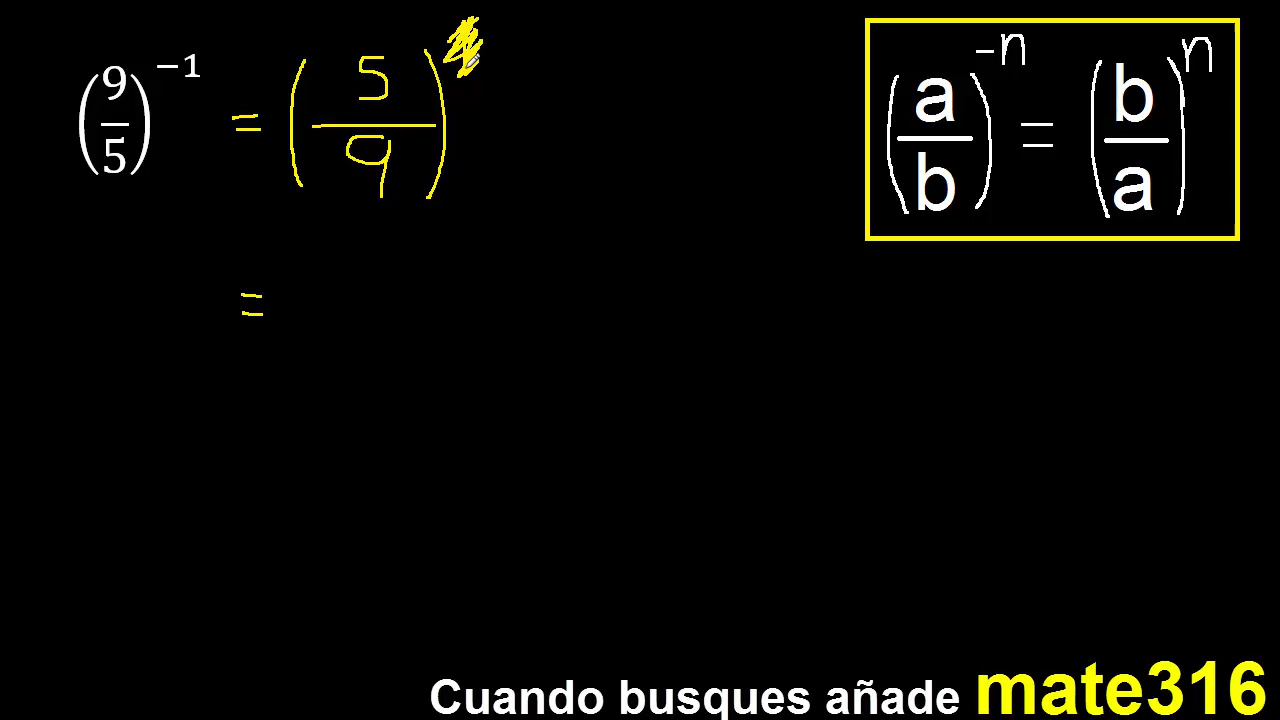 (9/5)⁻¹ = (5/9)
=
(a/b)⁻ⁿ = (b/a)ⁿ
Cuando busques añade mate316